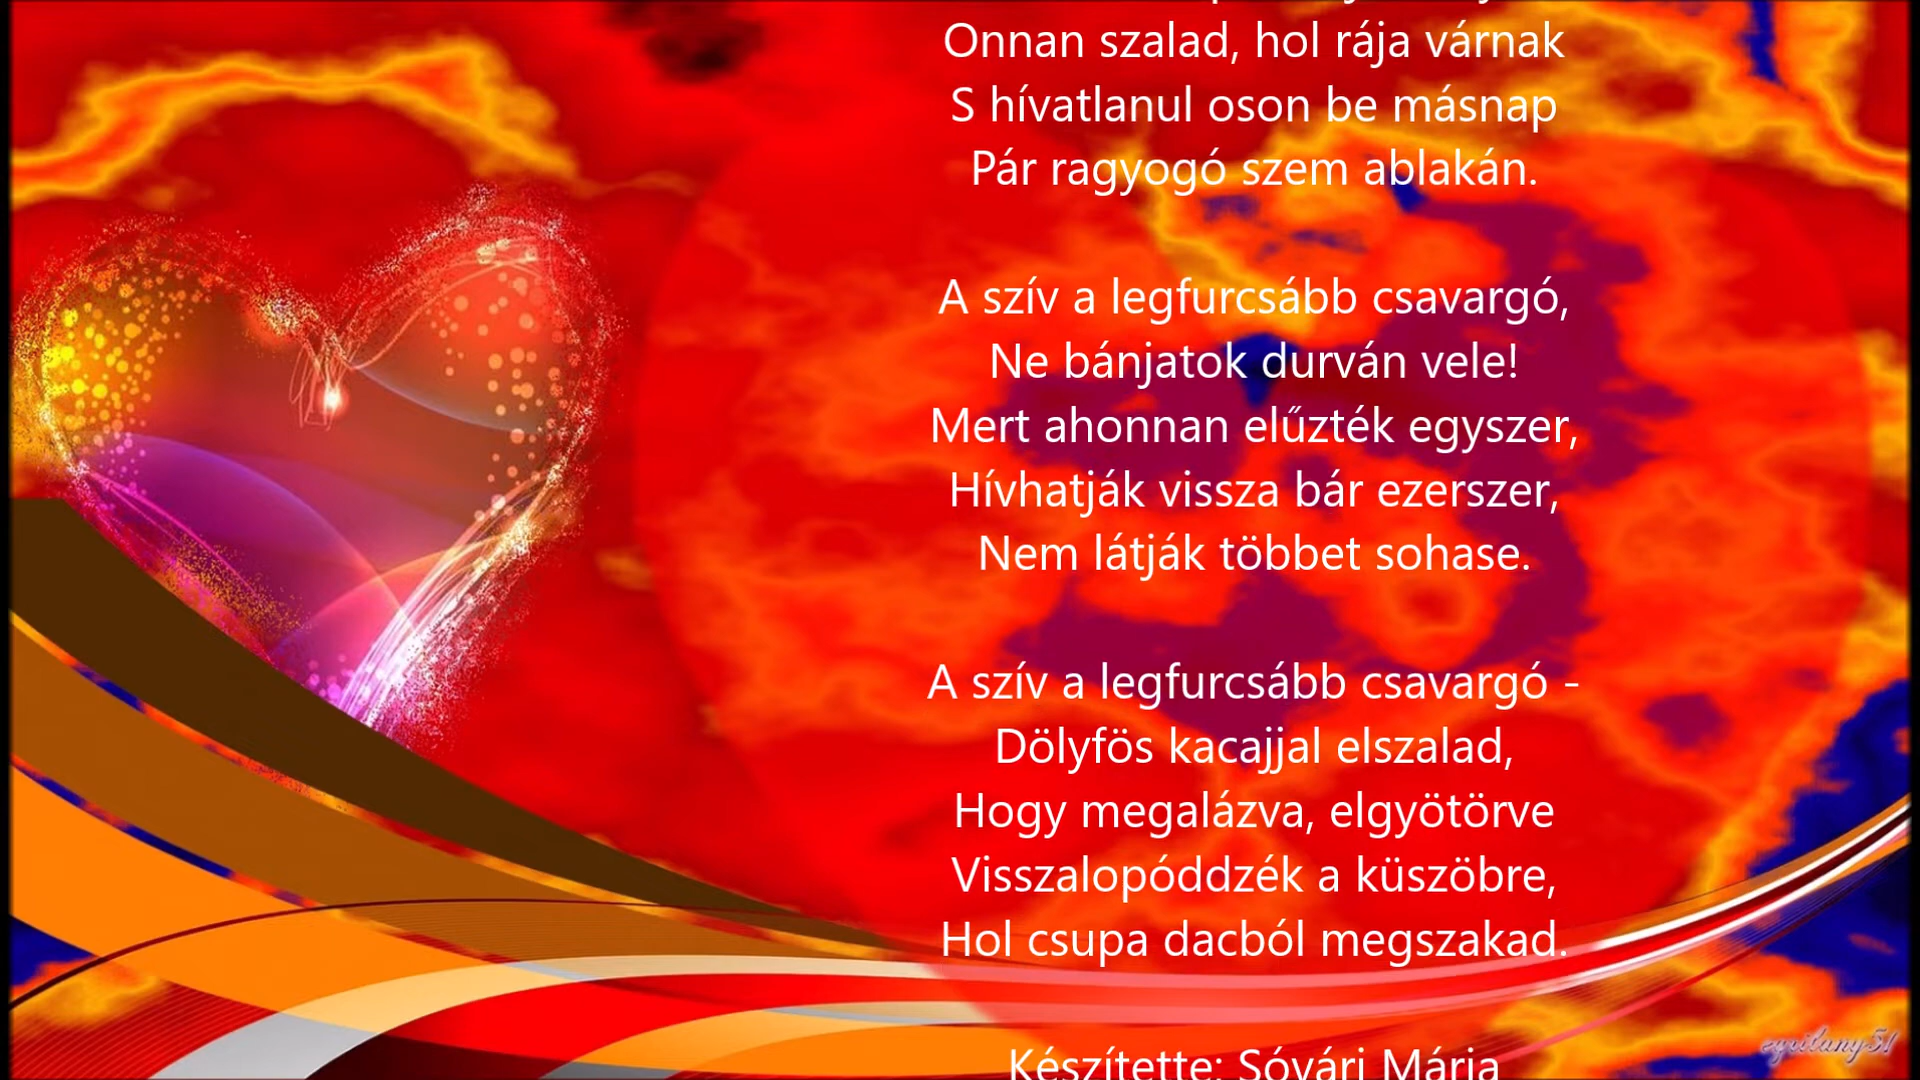 Onnan szalad, hol rája várnak
S hívatlanul oson be másnap
Pár ragyogó szem ablakán.
A szív a legfurcsább csavargó,
Ne bánjatok durván vele!
Mert ahonnan elűzték egyszer,
Hívhatják vissza bár ezerszer,
Nem látják többet sohase.
A szív a legfurcsább csavargó -
Dölyfös kacajjal elszalad,
Hogy megalázva, elgyötörve
Visszalopóddzék a küszöbre,
Hol csupa dacból megszakad.
Készítette: Sóvári Mária
egrilany51